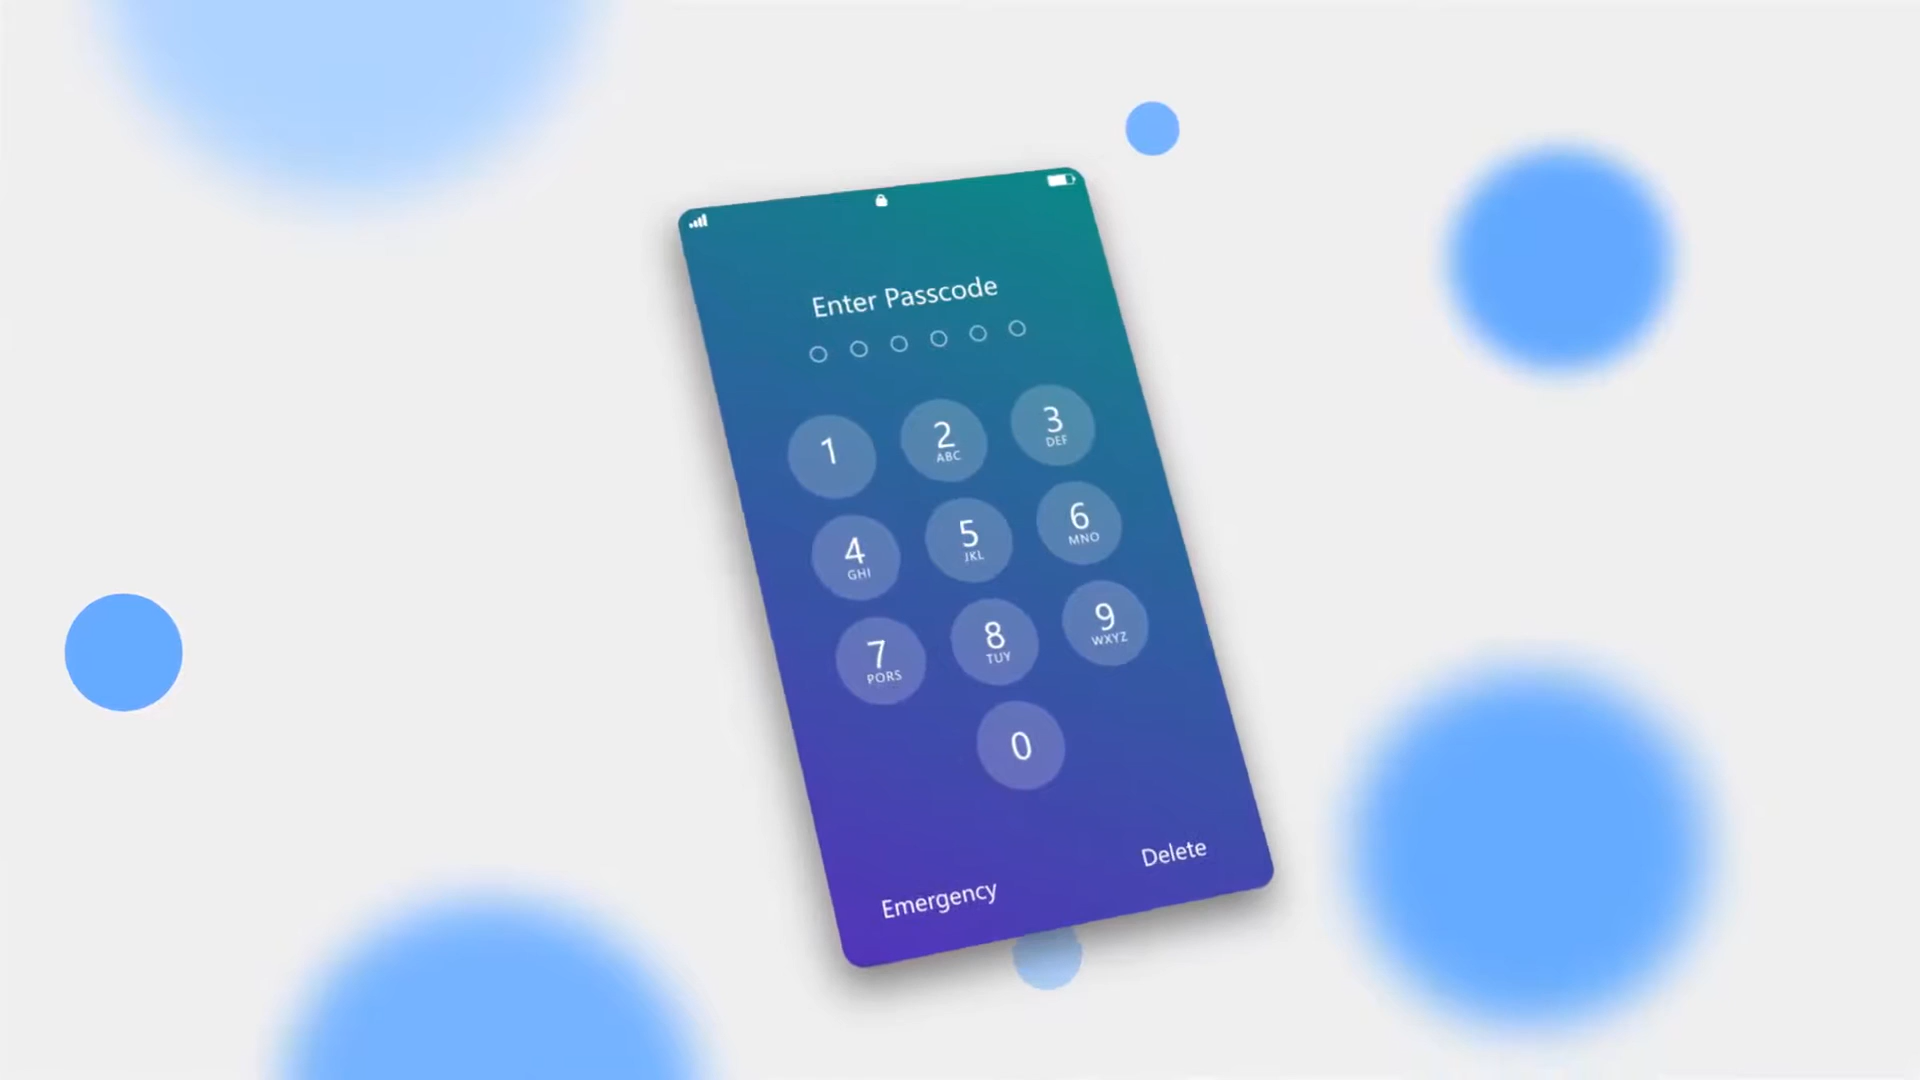 Enter Passcode
1
2
ABC
3
DEF
4
GHI
5
JKL
6
MNO
7
PORS
8
TUY
9
WXYZ
0
Emergency
Delete